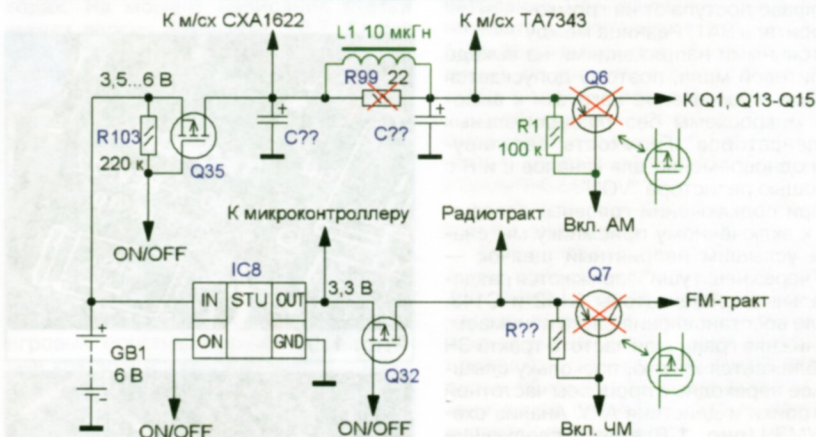 К м/сх CXA1622
К м/сх TA7343
L1 10 мкГн
3,5...6 В
R99 22
Q6
К Q1, Q13-Q15
R103
220 к
Q35
C??
C??
R1
100 к
ON/OFF
К микроконтроллеру
Радиотракт
Вкл. АМ
IC8
Q7
IN STU OUT
3,3 В
FM-тракт
ON
GND
R??
GB1
6 В
Q32
ON/OFF
ON/OFF
Вкл. ЧМ